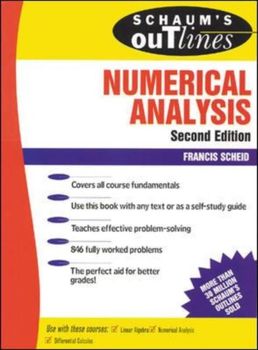 SCHAUM'S
OUTlines
NUMERICAL
ANALYSIS
Second Edition
FRANCIS SCHEID
Covers all course fundamentals
Use this book with any text or as a self-study guide
Teaches effective problem-solving
846 fully worked problems
The perfect aid for better
grades!
MORE THAN
30 MILLION
SCHAUM'S
OUTLINES
SOLD
Use with these courses: ☑ Linear Algebra ☑ Numerical Analysis
☑ Differential Calculus